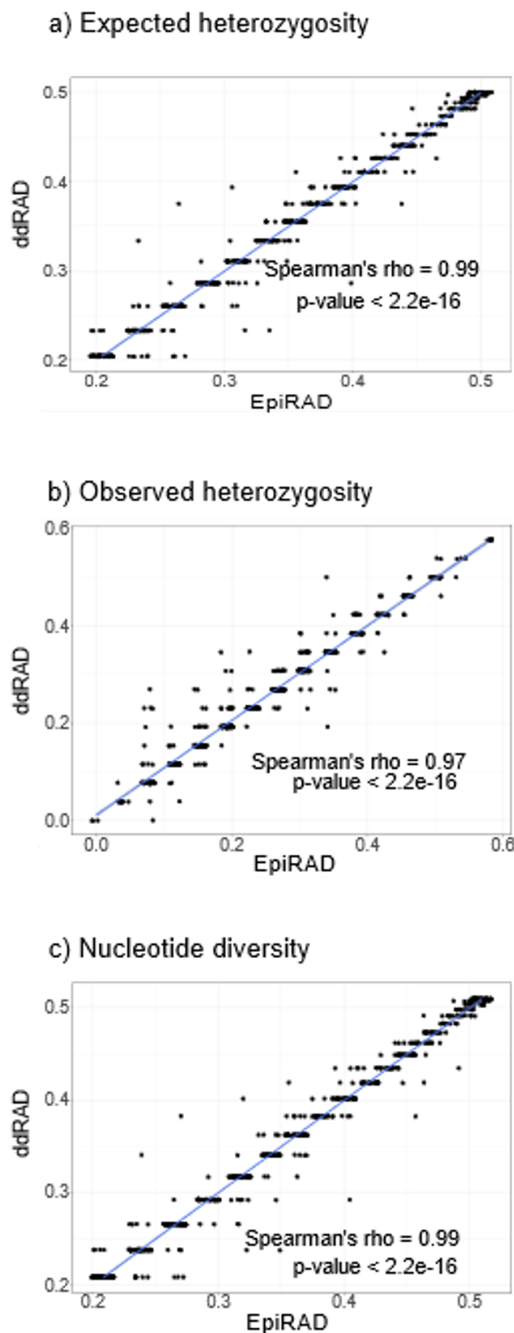 a) Expected heterozygosity
0.5
0.4
0.3
0.2
ddRAD
Spearman's rho = 0.99
p-value < 2.2e-16
0.2 0.3 0.4 0.5
EpiRAD
b) Observed heterozygosity
0.6
0.4
0.2
0.0
ddRAD
Spearman's rho = 0.97
p-value < 2.2e-16
0.0 0.2 0.4 0.6
EpiRAD
c) Nucleotide diversity
0.5
0.4
0.3
0.2
ddRAD
Spearman's rho = 0.99
p-value < 2.2e-16
0.2 0.3 0.4 0.5
EpiRAD